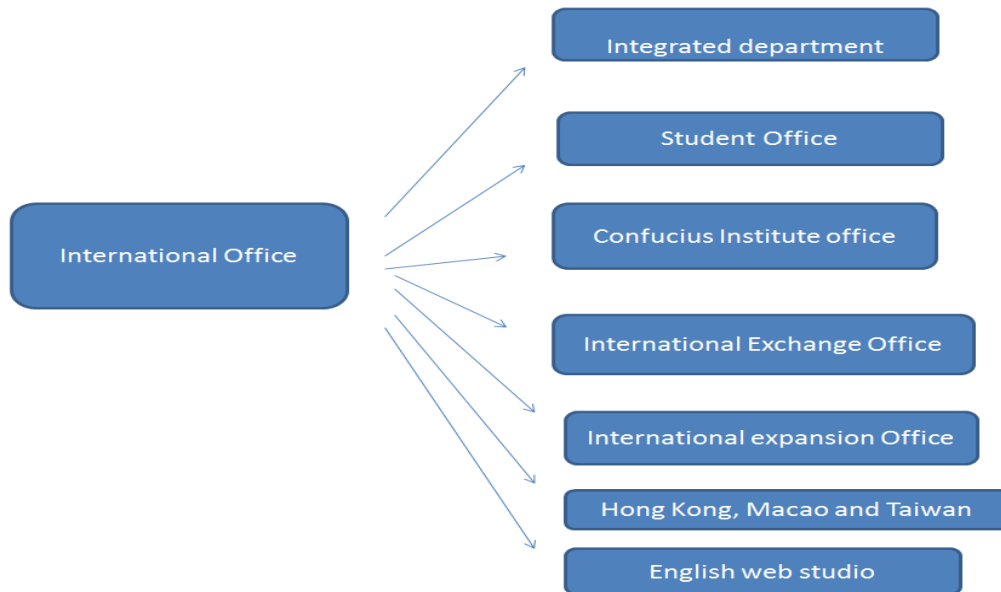 International Office
Integrated department
Student Office
Confucius Institute office
International Exchange Office
International expansion Office
Hong Kong, Macao and Taiwan
English web studio